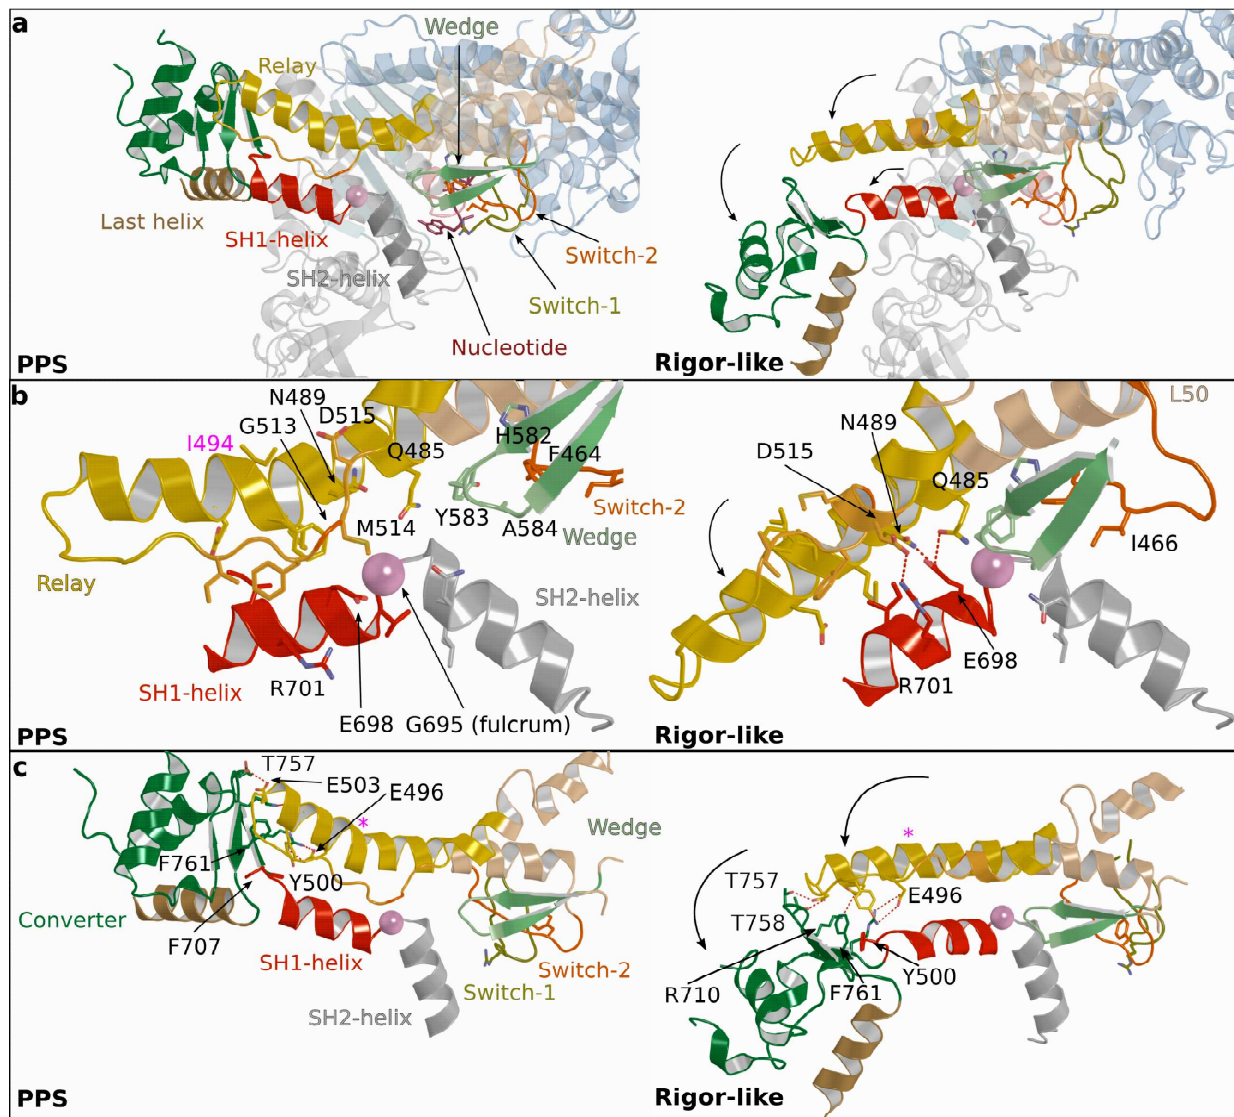 a
Wedge
Relay
Last helix
SH1-helix
SH2-helix
Switch-2
Switch-1
Nucleotide
PPS
Rigor-like
b
N489
D515
G513
I494
Q485
H582
F464
Switch-2
M514
Y583
A584
Wedge
Relay
SH2-helix
SH1-helix
R701
E698
G695 (fulcrum)
PPS
L50
N489
D515
Q485
I466
E698
R701
Rigor-like
c
T757
E503
E496
*
Wedge
F761
Y500
Converter
F707
SH1-helix
Switch-2
Switch-1
SH2-helix
PPS
*
T757
E496
T758
Y500
R710
F761
Rigor-like